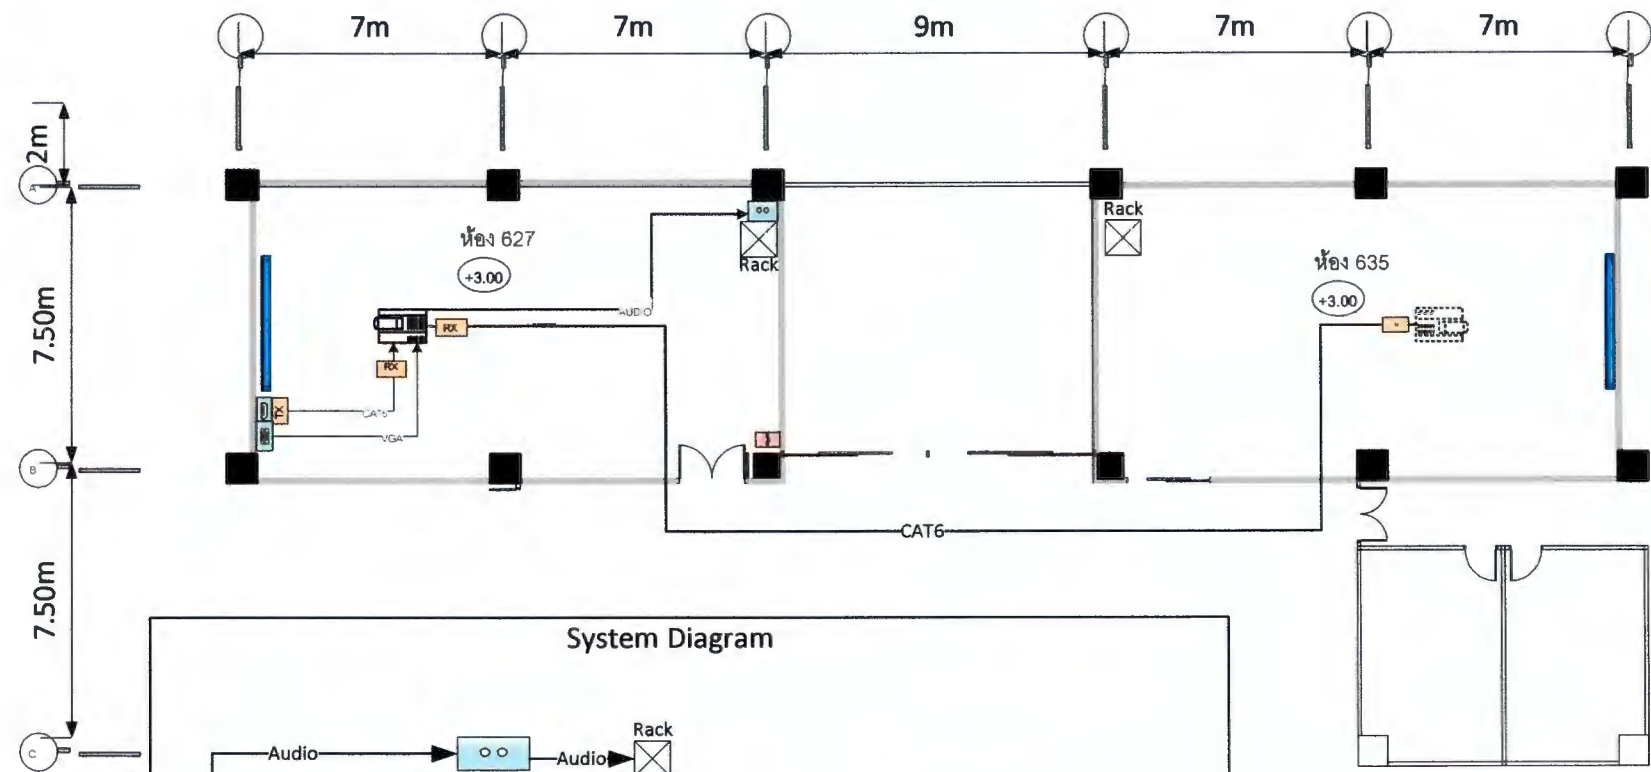 7m
7m
9m
7m
7m
2m
A
7.50m
ห้อง 627
+3.00
Rack
Rack
ห้อง 635
+3.00
AUDIO
RX
RX
TX
CAT6
VGA
B
CAT6
7.50m
System Diagram
C
Audio
Audio
Rack